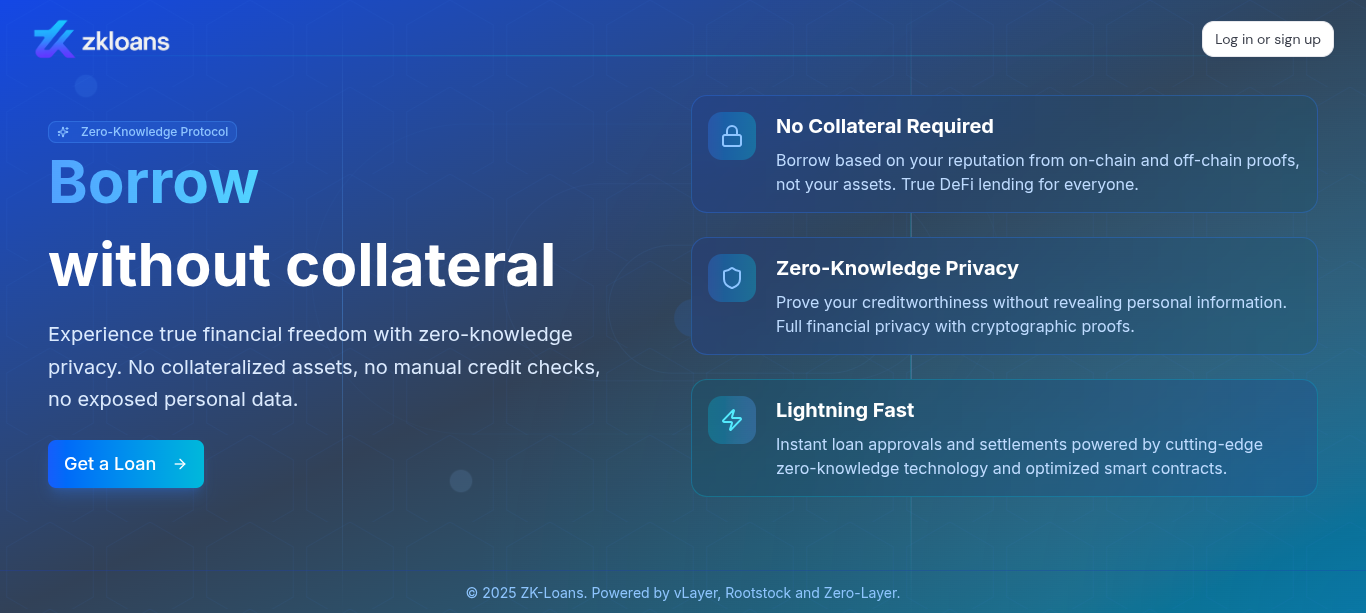 zkloans
Log in or sign up
Zero-Knowledge Protocol
Borrow
without collateral
Experience true financial freedom with zero-knowledge
privacy. No collateralized assets, no manual credit checks,
no exposed personal data.
Get a Loan
No Collateral Required
Borrow based on your reputation from on-chain and off-chain proofs,
not your assets. True DeFi lending for everyone.
Zero-Knowledge Privacy
Prove your creditworthiness without revealing personal information.
Full financial privacy with cryptographic proofs.
Lightning Fast
Instant loan approvals and settlements powered by cutting-edge
zero-knowledge technology and optimized smart contracts.
© 2025 ZK-Loans. Powered by vLayer, Rootstock and Zero-Layer.